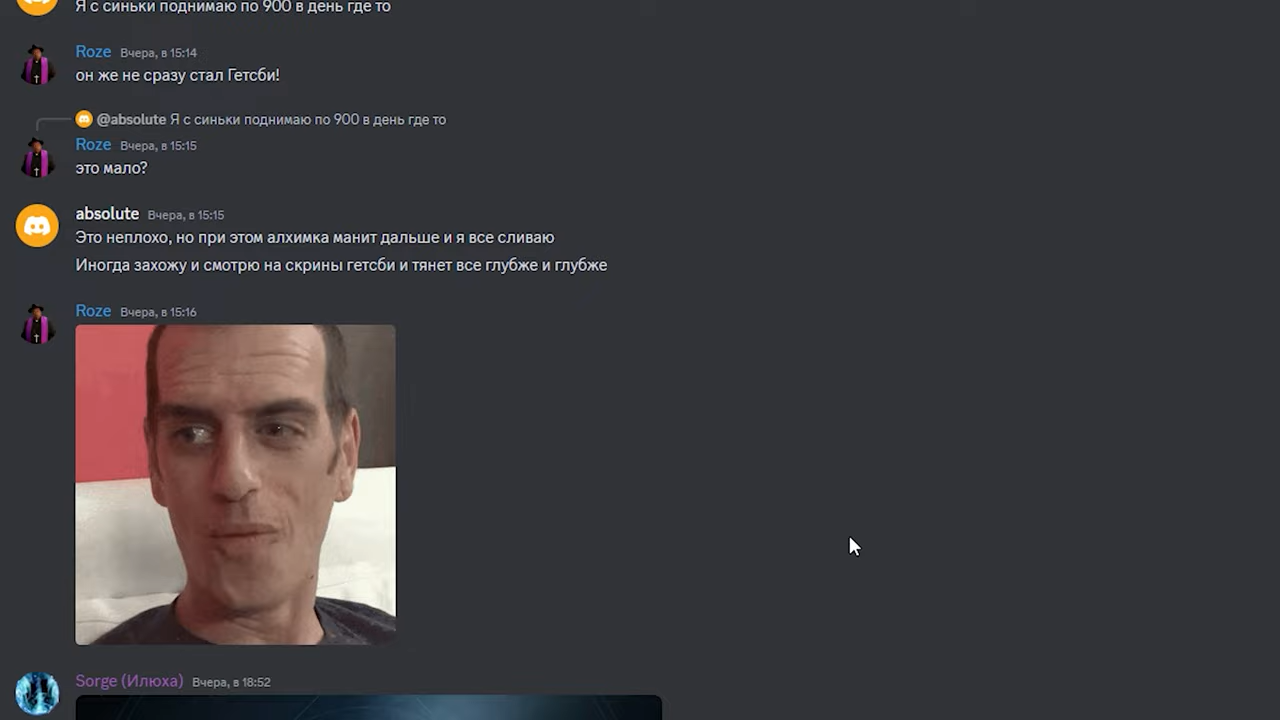 Я с синьки поднимаю по 900 в день где то
Roze Вчера, в 15:14
он же не сразу стал Гетсби!
@absolute Я с синьки поднимаю по 900 в день где то
Roze Вчера, в 15:15
это мало?
absolute Вчера, в 15:15
Это неплохо, но при этом алхимка манит дальше и я все сливаю
Иногда захожу и смотрю на скрины гетсби и тянет все глубже и глубже
Roze Вчера, в 15:16
Sorge (Илюха) Вчера, в 18:52